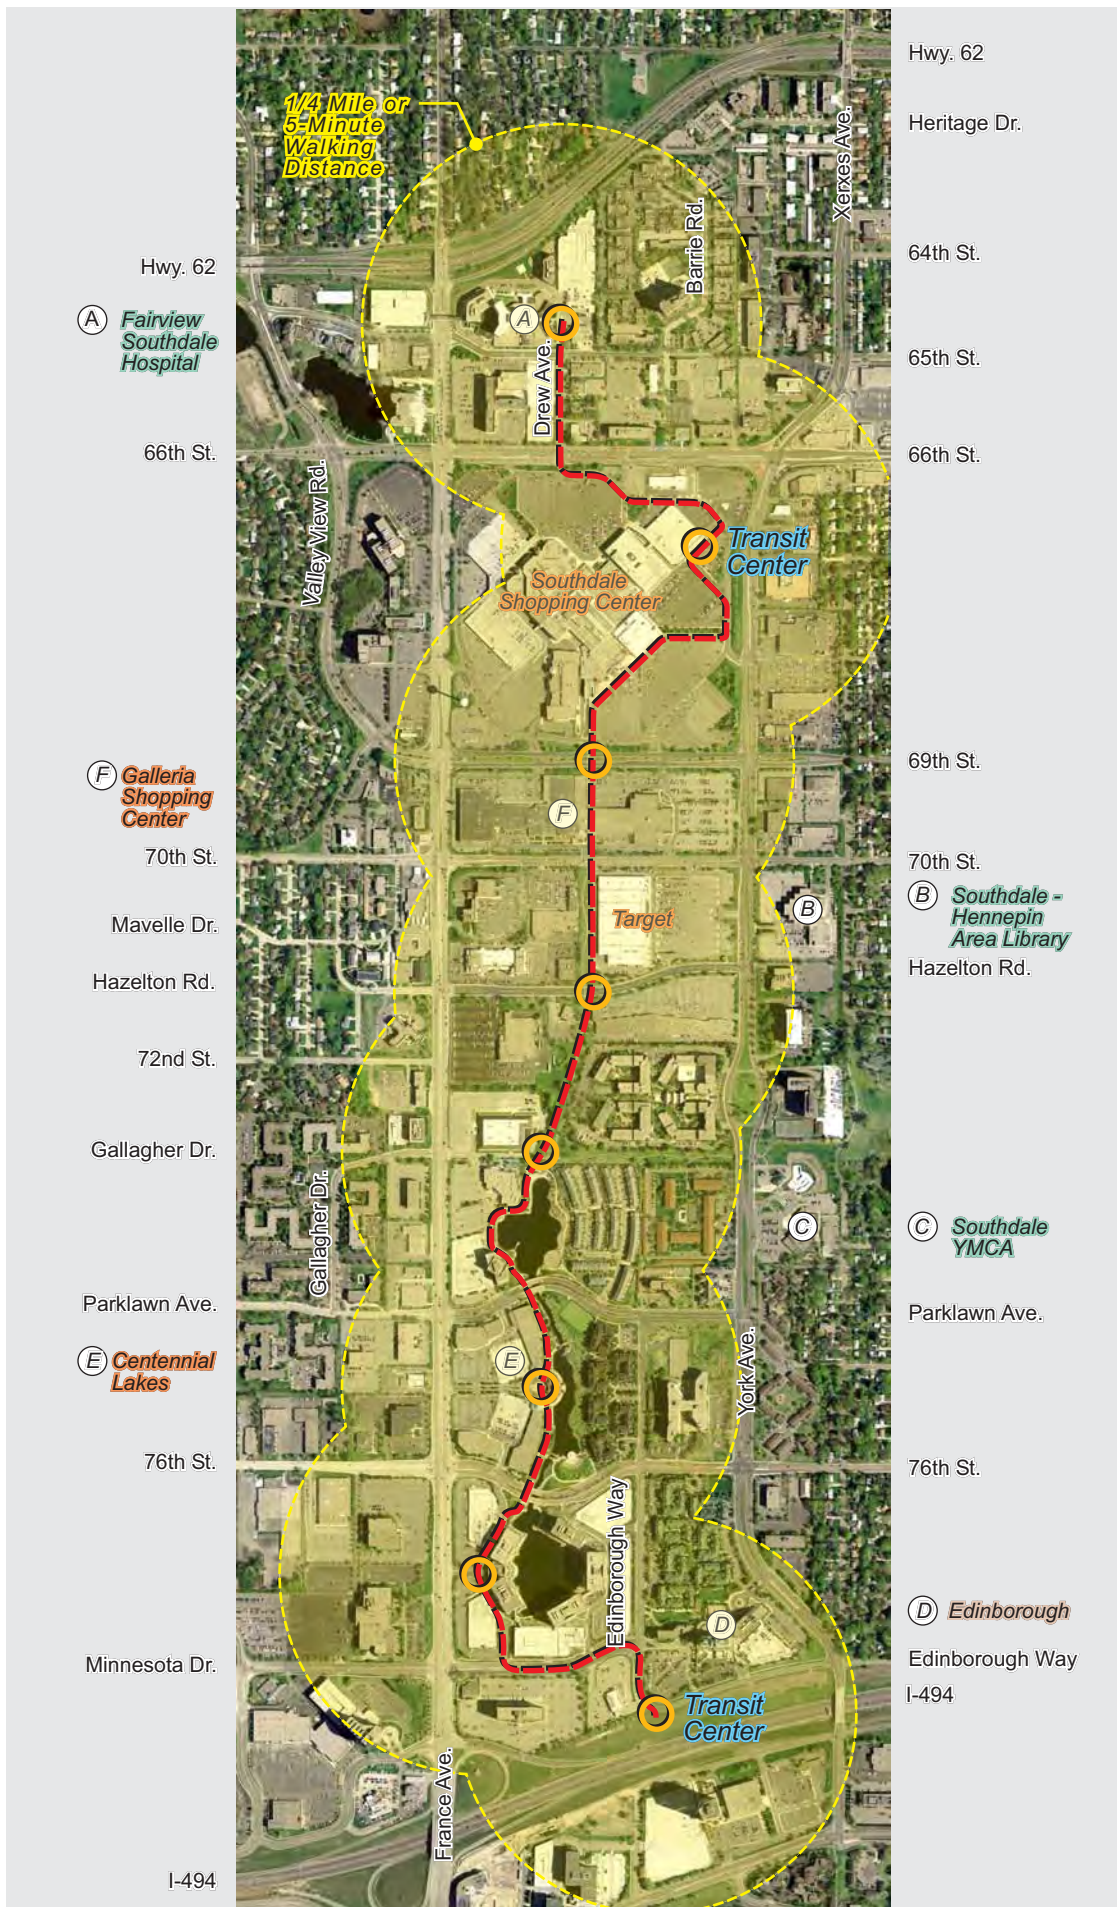 Hwy. 62
Heritage Dr.
1/4 Mile or
5-Minute
Walking
Distance
Xerxes Ave.
Barrie Rd.
64th St.
Hwy. 62
A
Fairview
Southdale
Hospital
A
Drew Ave.
65th St.
66th St.
66th St.
Valley View Rd.
Transit
Center
Southdale
Shopping Center
69th St.
F
Galleria
Shopping
Center
F
70th St.
70th St.
B
Southdale -
Hennepin
Area Library
B
Target
Mavelle Dr.
Hazelton Rd.
Hazelton Rd.
72nd St.
Gallagher Dr.
Gallagher Dr.
C
C
Southdale
YMCA
Parklawn Ave.
Parklawn Ave.
E
Centennial
Lakes
E
York Ave.
76th St.
76th St.
Edinborough Way
D
D
Edinborough
Minnesota Dr.
Edinborough Way
I-494
Transit
Center
France Ave.
I-494